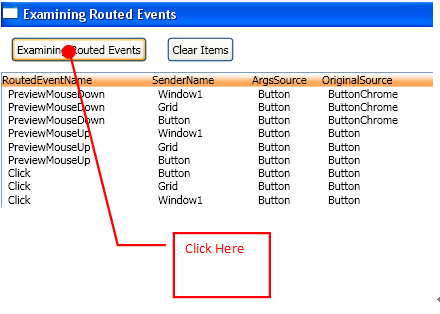 Examining Routed Events
Examining Routed Events Clear Items
RoutedEventName SenderName ArgsSource OriginalSource
PreviewMouseDown Window1 Button ButtonChrome
PreviewMouseDown Grid Button ButtonChrome
PreviewMouseDown Button Button ButtonChrome
PreviewMouseUp Window1 Button Button
PreviewMouseUp Grid Button Button
PreviewMouseUp Button Button Button
Click Button Button Button
Click Grid Button Button
Click Window1 Button Button
Click Here